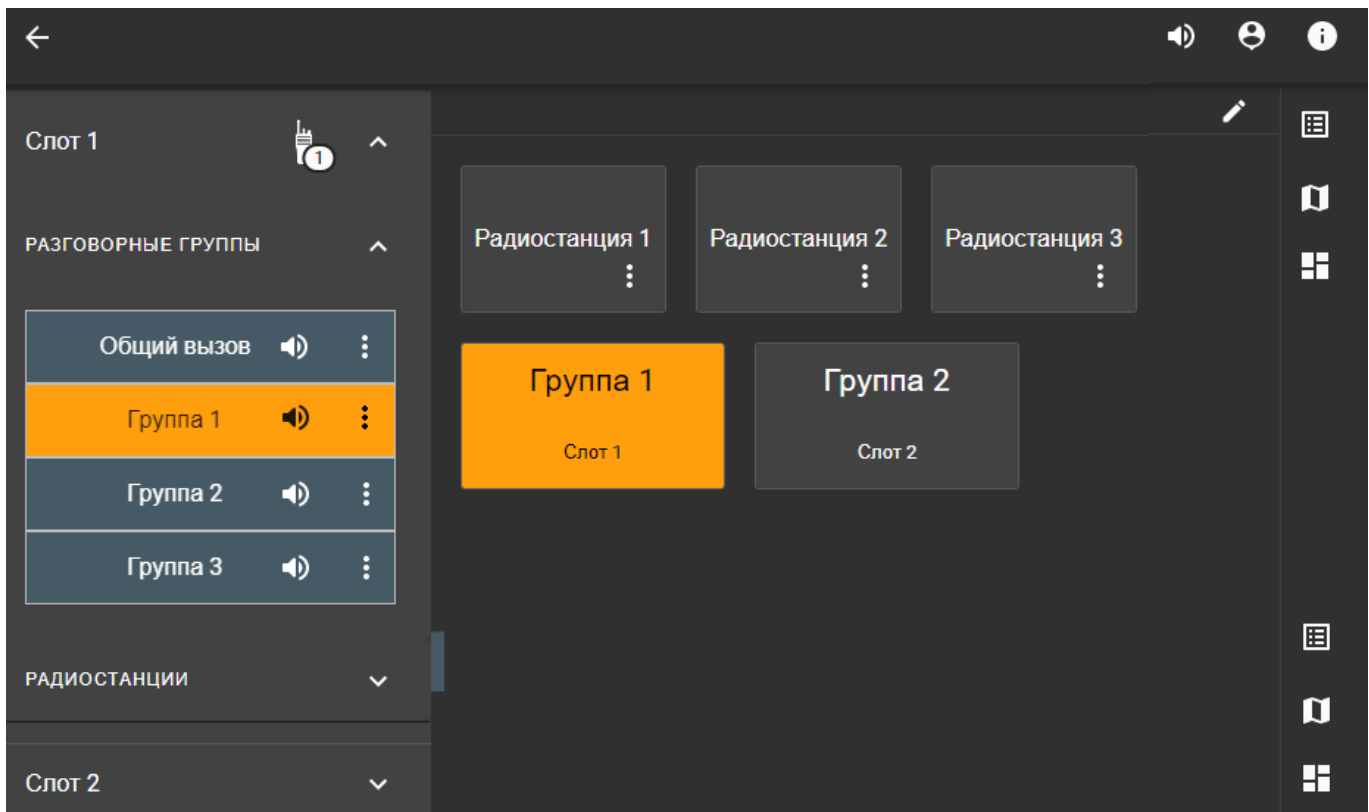 Слот 1
1
РАЗГОВОРНЫЕ ГРУППЫ
Общий вызов
Группа 1
Группа 2
Группа 3
РАДИОСТАНЦИИ
Слот 2
Радиостанция 1
Радиостанция 2
Радиостанция 3
Группа 1
Слот 1
Группа 2
Слот 2